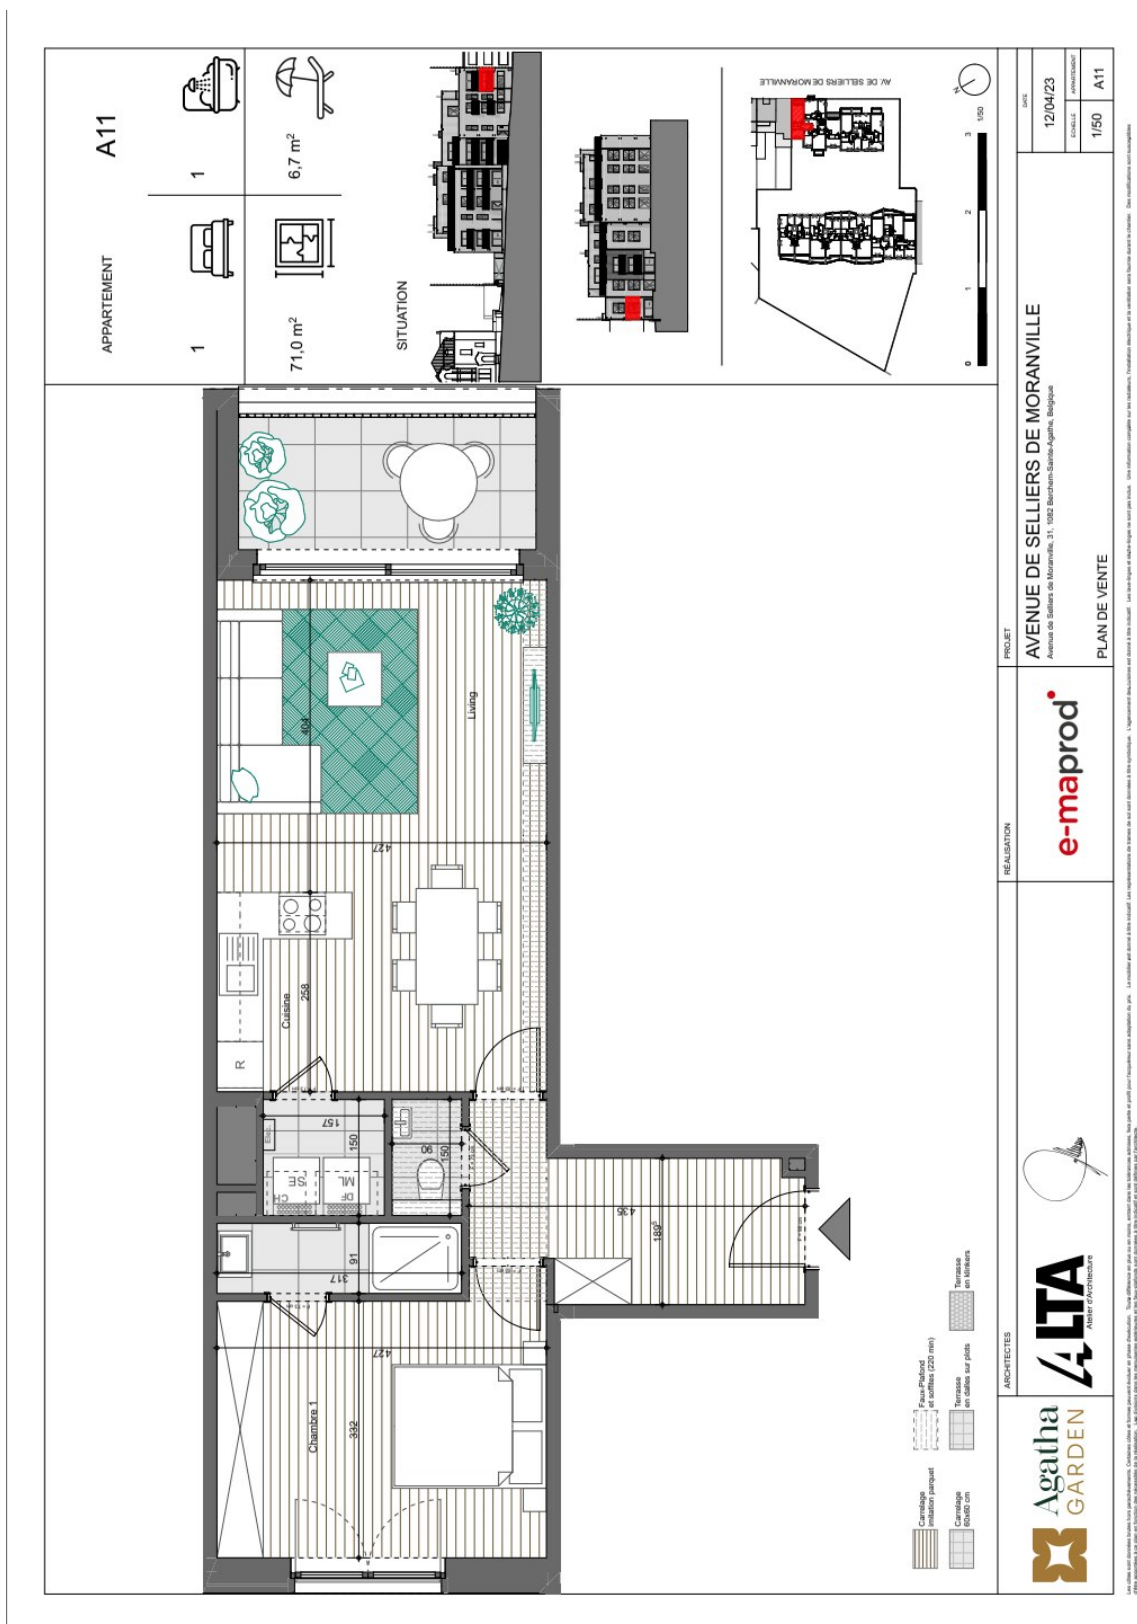 APPARTEMENT
A11
1
1
71,0 m²
6,7 m²
SITUATION
AV. DE SELLIERS DE MORANVILLE
N
0
1
2
3
1/50
Living
404
427
Cuisine
258
R
157
150
Elec.
SE
ML
CH
DF
90
150
91
317
435
189⁵
Chambre 1
427
332
Carrelage
imitation parquet
Faux-Plafond
et soffites (220 min)
Carrelage
60x60 cm
Terrasse
en dalles sur plots
Terrasse
en klinkers
Agatha
GARDEN
ARCHITECTES
ALTA
Atelier d'Architecture
RÉALISATION
e-maprod
PROJET
AVENUE DE SELLIERS DE MORANVILLE
Avenue de Selliers de Moranville, 31, 1082 Berchem-Sainte-Agathe, Belgique
PLAN DE VENTE
DATE
12/04/23
ECHELLE
1/50
APPARTEMENT
A11